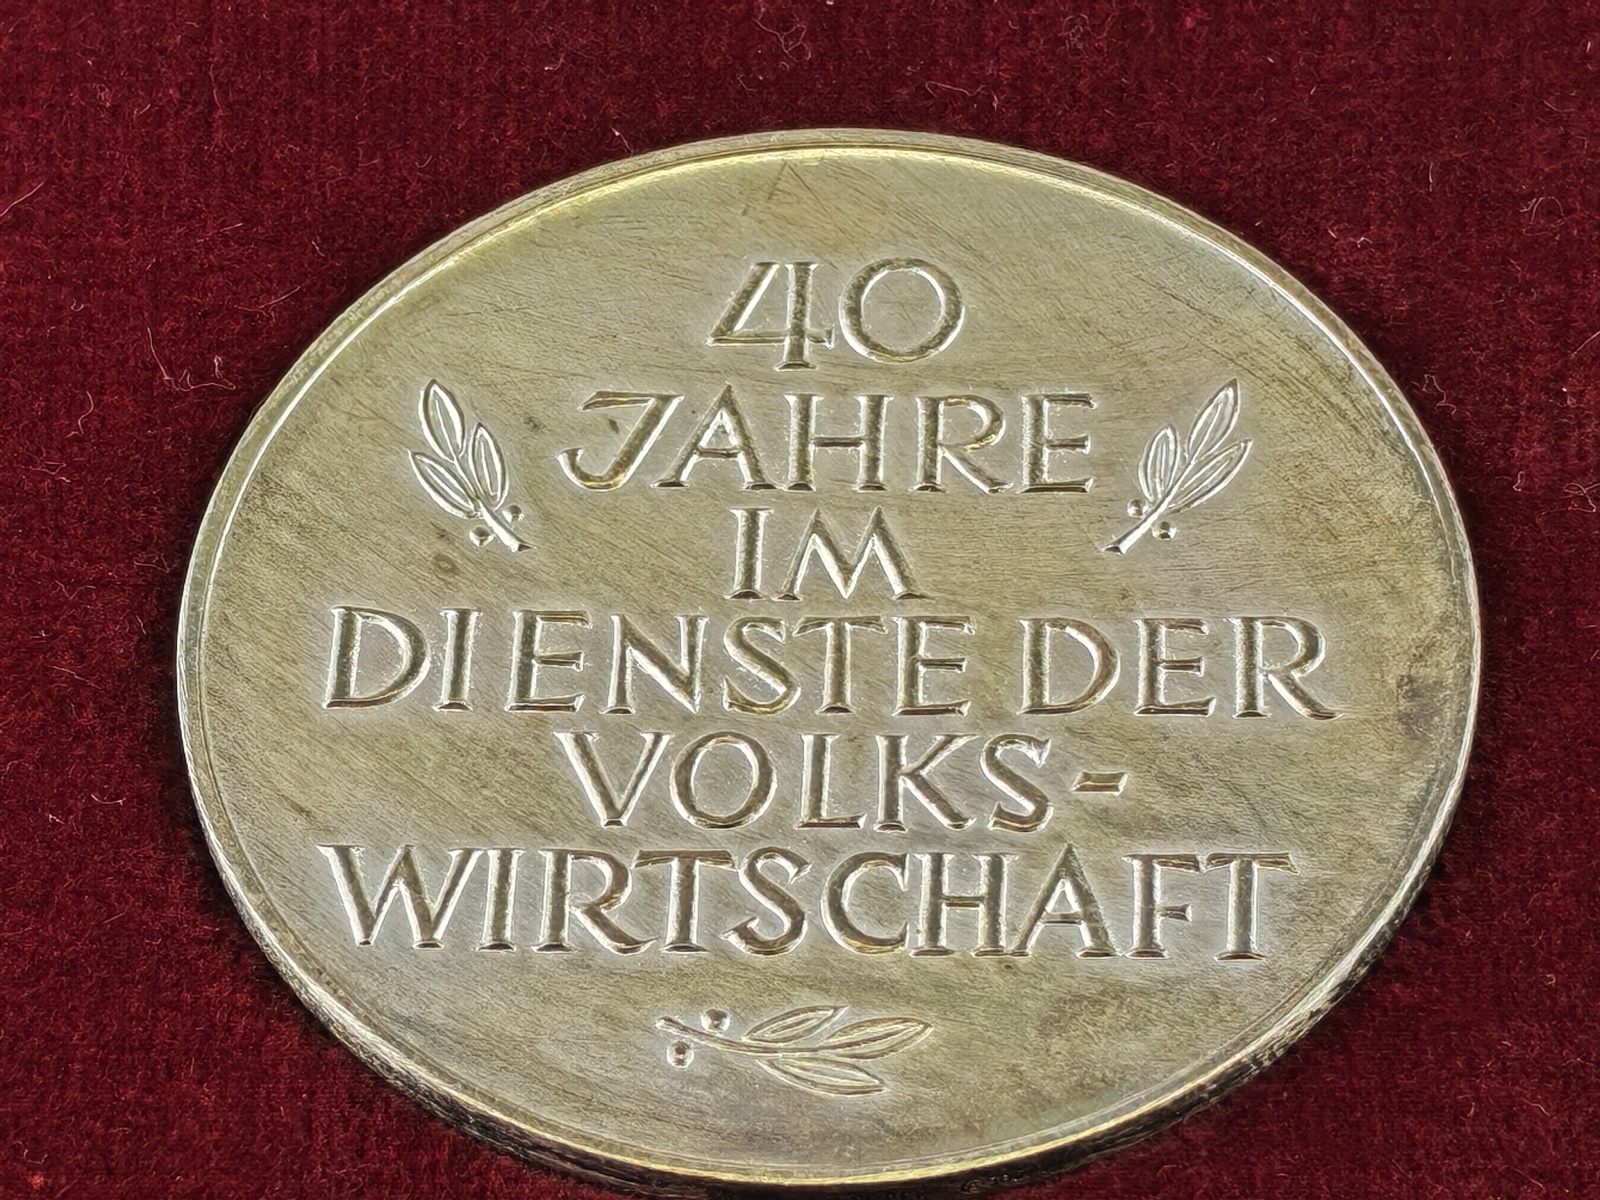 40
JAHRE
IM
DIENSTE DER
VOLKS-
WIRTSCHAFT